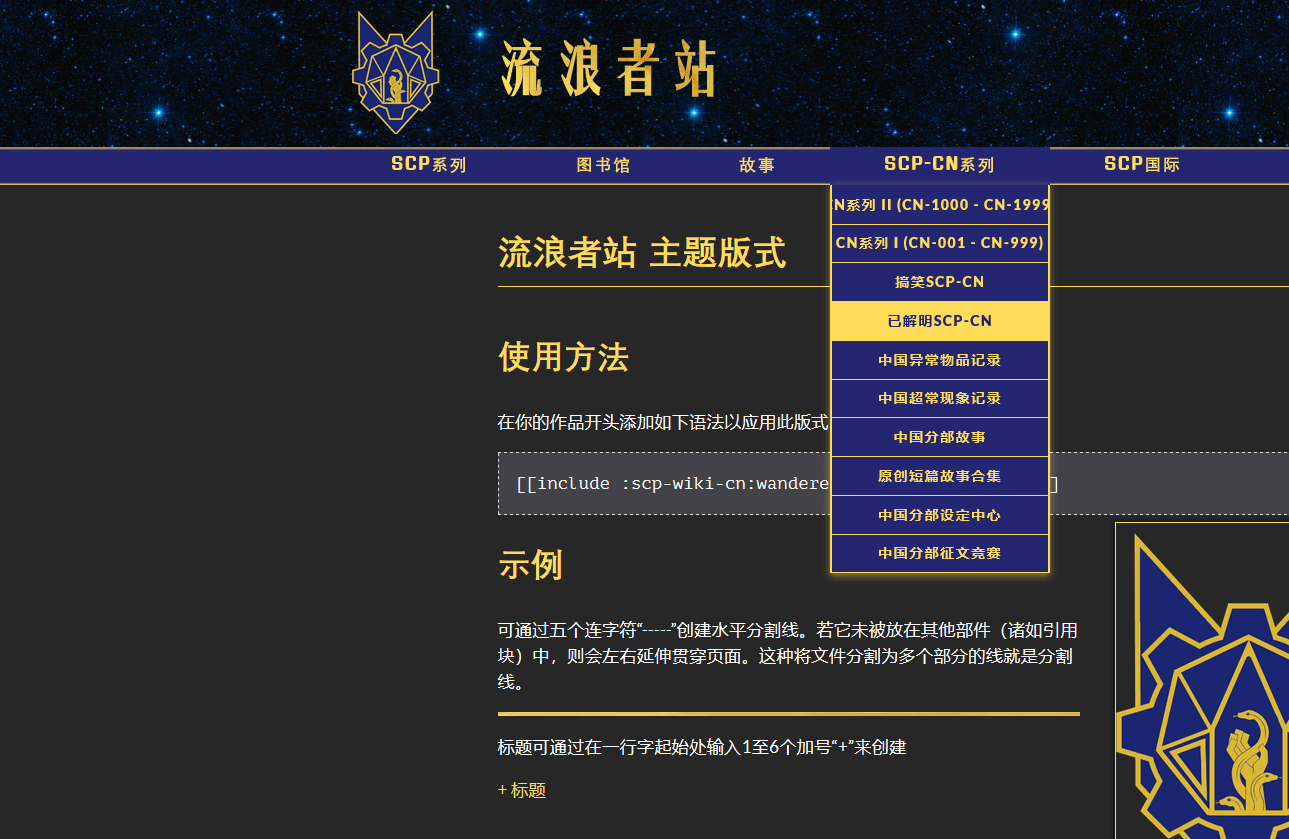 流浪者站
SCP系列 图书馆 故事 SCP-CN系列 SCP国际
N系列 II (CN-1000 - CN-1999
CN系列 I (CN-001 - CN-999)
搞笑SCP-CN
已解明SCP-CN
中国异常物品记录
中国超常现象记录
中国分部故事
原创短篇故事合集
中国分部设定中心
中国分部征文竞赛
流浪者站 主题版式
使用方法
在你的作品开头添加如下语法以应用此版式
[[include :scp-wiki-cn:wandere ]
示例
可通过五个连字符“-----”创建水平分割线。若它未被放在其他部件（诸如引用
块）中，则会左右延伸贯穿页面。这种将文件分割为多个部分的线就是分割
线。
标题可通过在一行字起始处输入1至6个加号“+”来创建
+ 标题